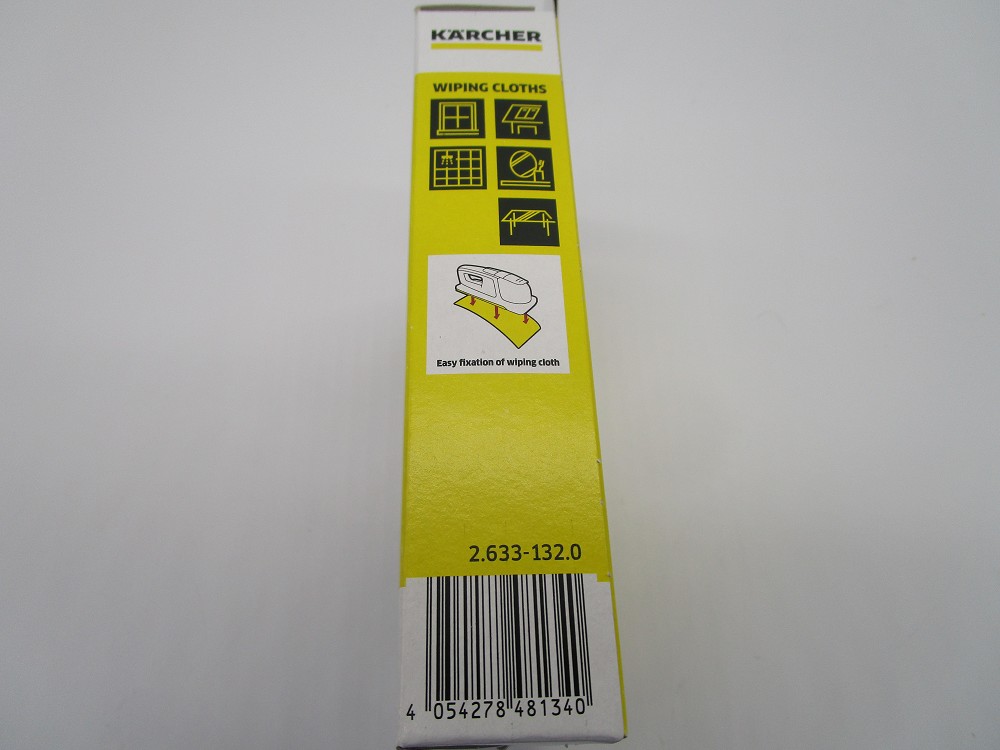 KÄRCHER
WIPING CLOTHS
Easy fixation of wiping cloth
2.633-132.0
4 054278 481340